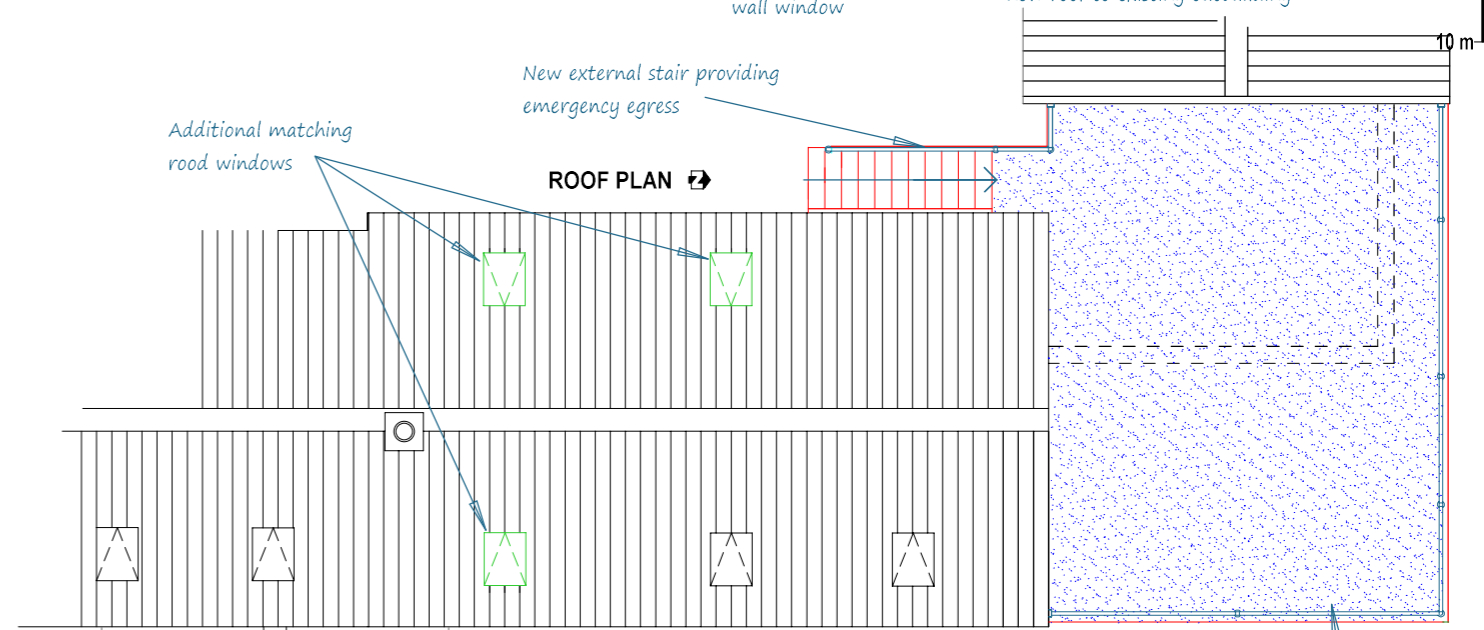 wall window
New external stair providing
emergency egress
10 m
Additional matching
rood windows
ROOF PLAN